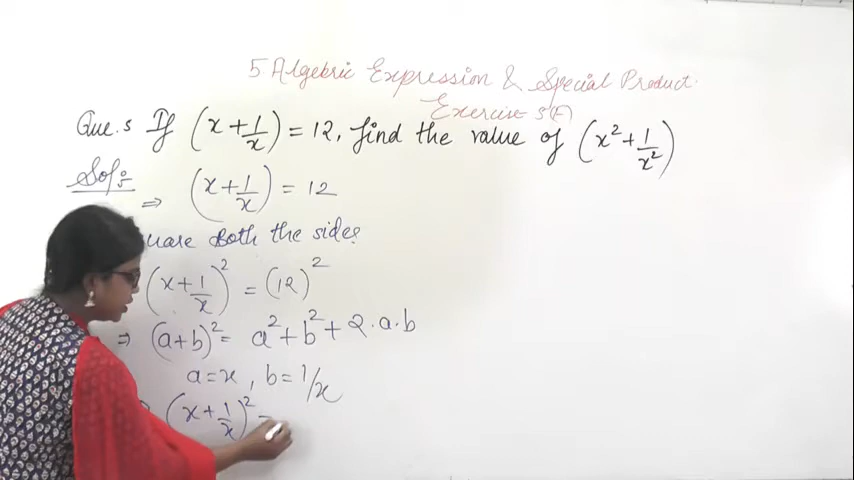 5. Algebric Expression & Special Product.
Exercise 5(F)
Que. 5 If (x + 1/x) = 12, find the value of (x² + 1/x²)
Sol:
⇒ (x + 1/x) = 12
both the sides
(x + 1/x)² = (12)²
⇒ (a+b)² = a² + b² + 2·a·b
a = x, b = 1/x
(x + 1/x)² =